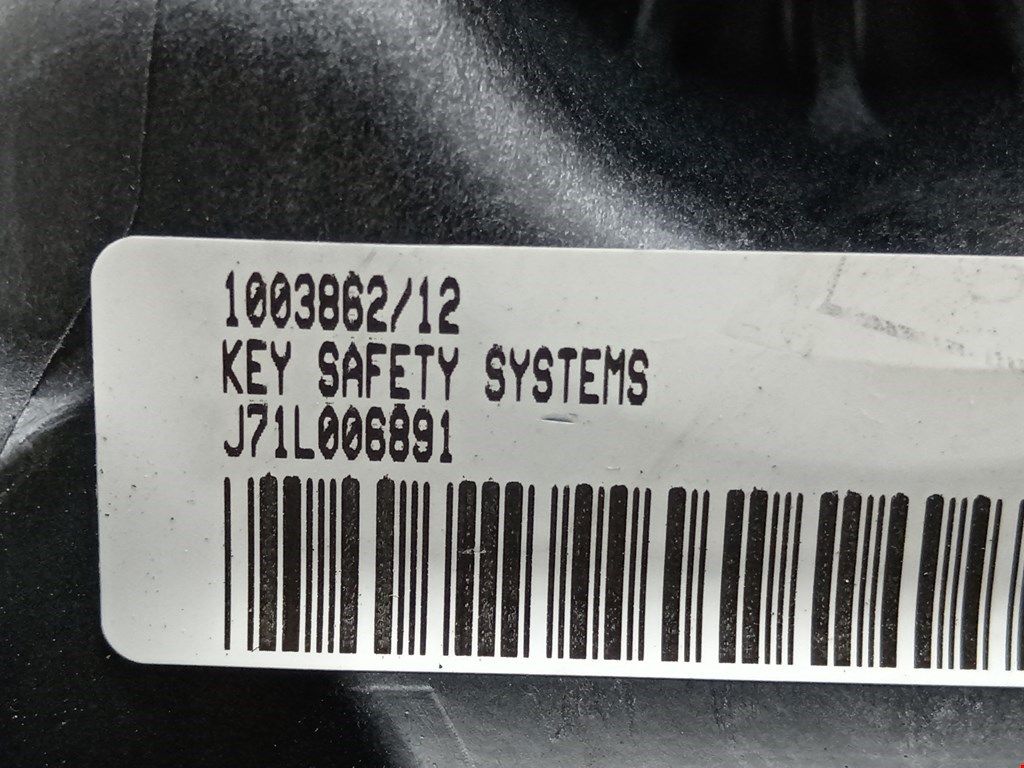 1003862/12
KEY SAFETY SYSTEMS
J71L006891